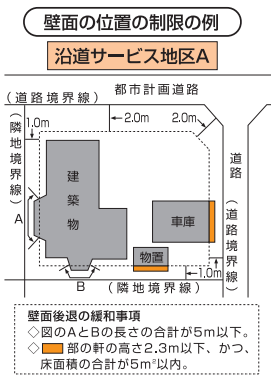 壁面の位置の制限の例
沿道サービス地区A
都市計画道路
（道路境界線）
1.0m
2.0m
2.0m
（隣地境界線）
道路
（道路境界線）
建築物
車庫
物置
A
B
1.0m
（隣地境界線）
壁面後退の緩和事項
◇図のAとBの長さの合計が5m以下。
◇　　部の軒の高さ2.3m以下、かつ、
床面積の合計が5m²以内。